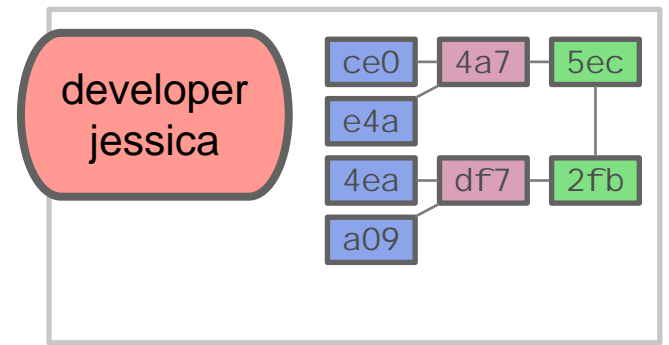 developer
jessica
ce0 4a7 5ec
e4a
4ea df7 2fb
a09